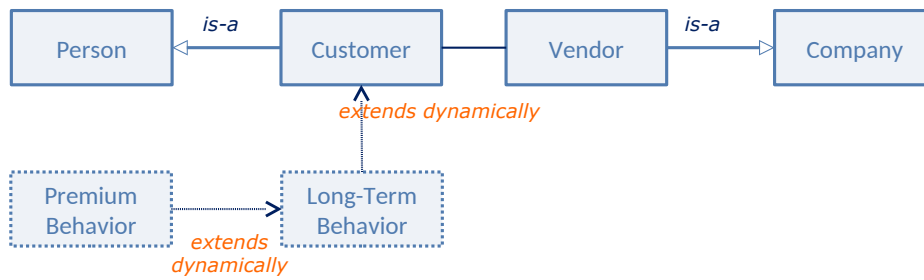 is-a
is-a
Person
Customer
Vendor
Company
extends dynamically
Premium
Behavior
Long-Term
Behavior
extends
dynamically